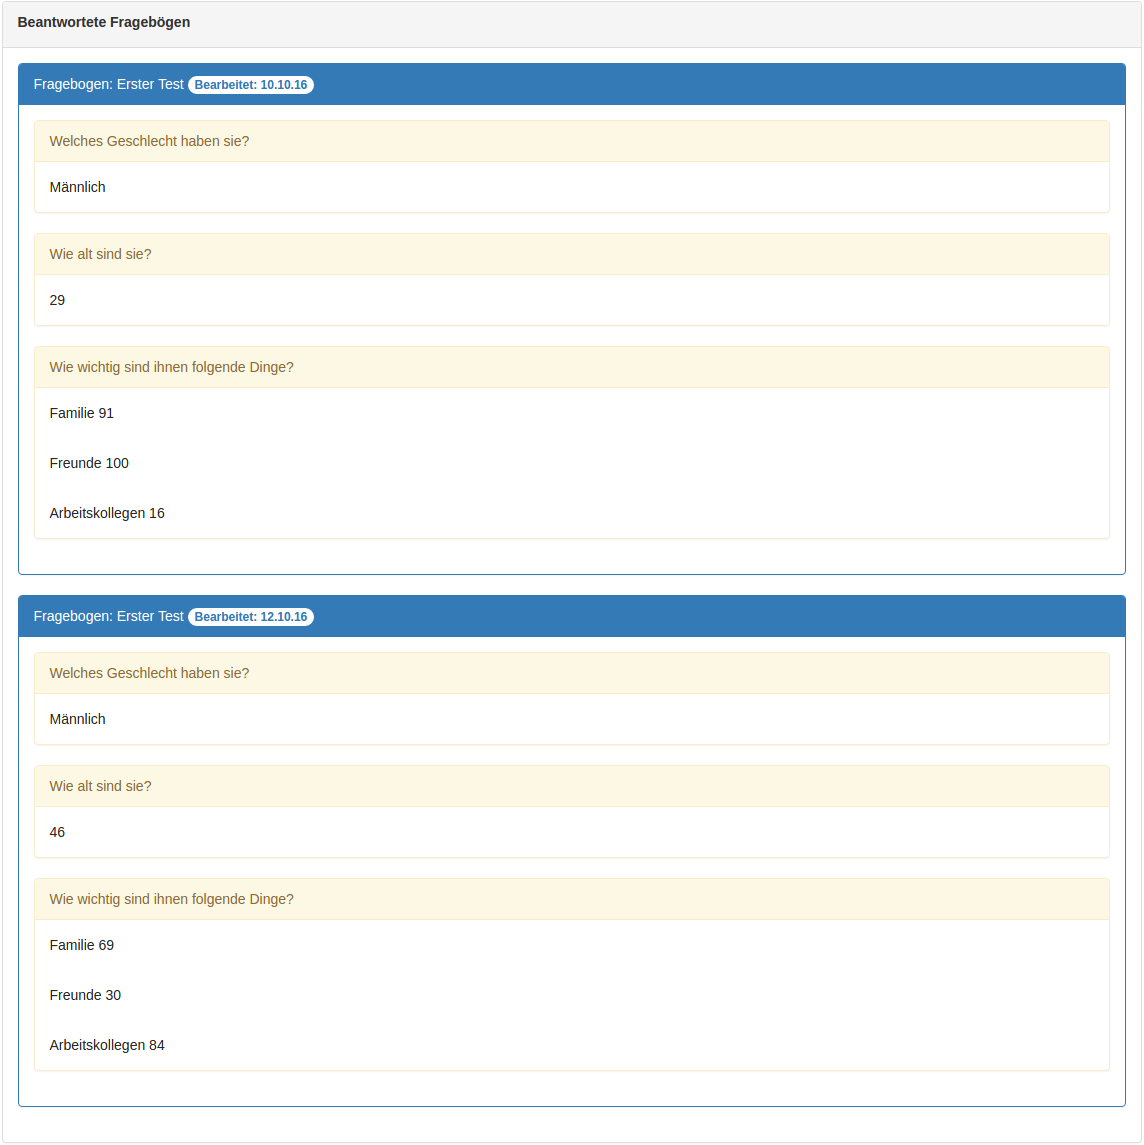 Beantwortete Fragebögen
Fragebogen: Erster Test Bearbeitet: 10.10.16
Welches Geschlecht haben sie?
Männlich
Wie alt sind sie?
29
Wie wichtig sind ihnen folgende Dinge?
Familie 91
Freunde 100
Arbeitskollegen 16
Fragebogen: Erster Test Bearbeitet: 12.10.16
Welches Geschlecht haben sie?
Männlich
Wie alt sind sie?
46
Wie wichtig sind ihnen folgende Dinge?
Familie 69
Freunde 30
Arbeitskollegen 84